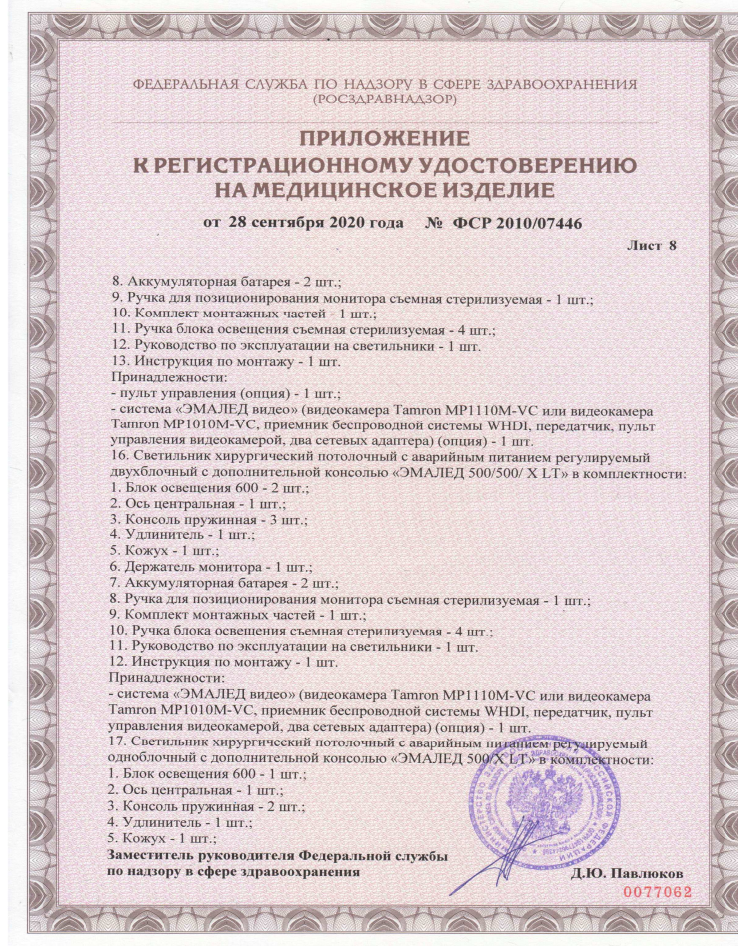 ФЕДЕРАЛЬНАЯ СЛУЖБА ПО НАДЗОРУ В СФЕРЕ ЗДРАВООХРАНЕНИЯ
(РОСЗДРАВНАДЗОР)
ПРИЛОЖЕНИЕ
К РЕГИСТРАЦИОННОМУ УДОСТОВЕРЕНИЮ
НА МЕДИЦИНСКОЕ ИЗДЕЛИЕ
от 28 сентября 2020 года № ФСР 2010/07446
Лист 8
8. Аккумуляторная батарея - 2 шт.;
9. Ручка для позиционирования монитора съемная стерилизуемая - 1 шт.;
10. Комплект монтажных частей - 1 шт.;
11. Ручка блока освещения съемная стерилизуемая - 4 шт.;
12. Руководство по эксплуатации на светильники - 1 шт.
13. Инструкция по монтажу - 1 шт.
Принадлежности:
- пульт управления (опция) - 1 шт.;
- система «ЭМАЛЕД видео» (видеокамера Tamron MP1110M-VC или видеокамера
Tamron MP1010M-VC, приемник беспроводной системы WHDI, передатчик, пульт
управления видеокамерой, два сетевых адаптера) (опция) - 1 шт.
16. Светильник хирургический потолочный с аварийным питанием регулируемый
двухблочный с дополнительной консолью «ЭМАЛЕД 500/500/ X LT» в комплектности:
1. Блок освещения 600 - 2 шт.;
2. Ось центральная - 1 шт.;
3. Консоль пружинная - 3 шт.;
4. Удлинитель - 1 шт.;
5. Кожух - 1 шт.;
6. Держатель монитора - 1 шт.;
7. Аккумуляторная батарея - 2 шт.;
8. Ручка для позиционирования монитора съемная стерилизуемая - 1 шт.;
9. Комплект монтажных частей - 1 шт.;
10. Ручка блока освещения съемная стерилизуемая - 4 шт.;
11. Руководство по эксплуатации на светильники - 1 шт.
12. Инструкция по монтажу - 1 шт.
Принадлежности:
- система «ЭМАЛЕД видео» (видеокамера Tamron MP1110M-VC или видеокамера
Tamron MP1010M-VC, приемник беспроводной системы WHDI, передатчик, пульт
управления видеокамерой, два сетевых адаптера) (опция) - 1 шт.
17. Светильник хирургический потолочный с аварийным питанием регулируемый
одноблочный с дополнительной консолью «ЭМАЛЕД 500/X LT» в комплектности:
1. Блок освещения 600 - 1 шт.;
2. Ось центральная - 1 шт.;
3. Консоль пружинная - 2 шт.;
4. Удлинитель - 1 шт.;
5. Кожух - 1 шт.;
Заместитель руководителя Федеральной службы
по надзору в сфере здравоохранения
Д.Ю. Павлюков
0077062